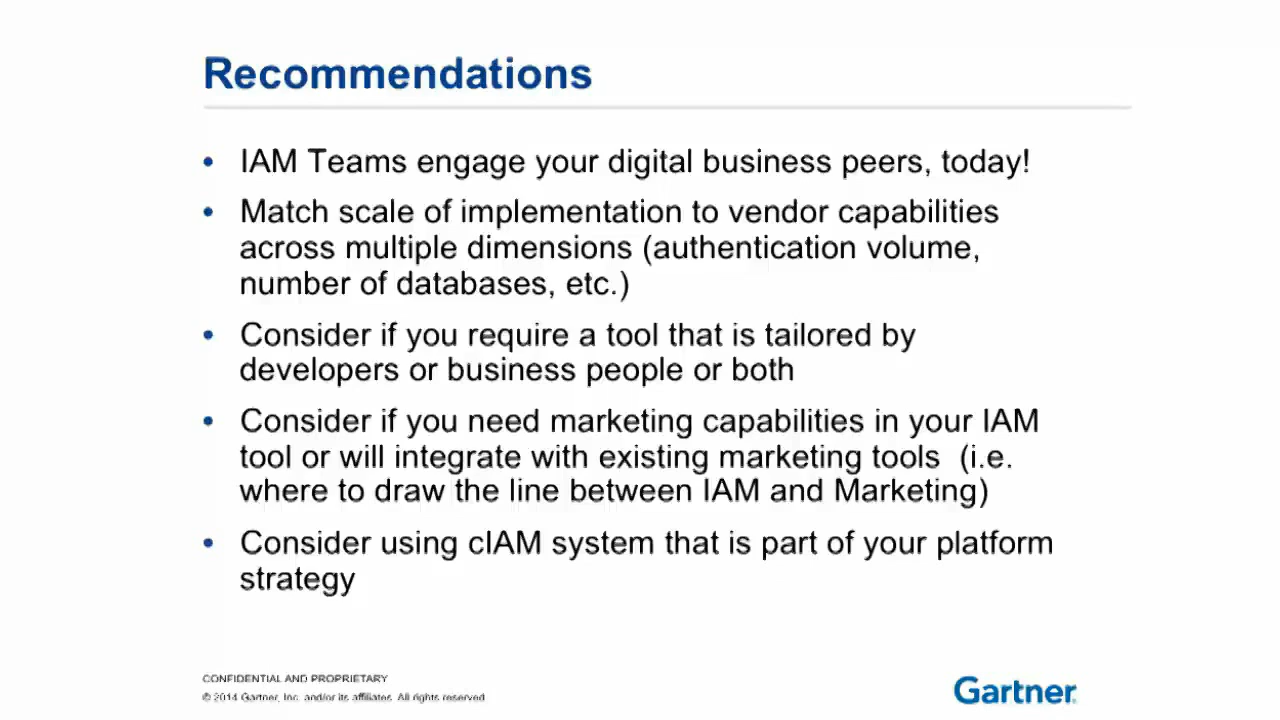 Recommendations
• IAM Teams engage your digital business peers, today!
• Match scale of implementation to vendor capabilities
across multiple dimensions (authentication volume,
number of databases, etc.)
• Consider if you require a tool that is tailored by
developers or business people or both
• Consider if you need marketing capabilities in your IAM
tool or will integrate with existing marketing tools (i.e.
where to draw the line between IAM and Marketing)
• Consider using cIAM system that is part of your platform
strategy
CONFIDENTIAL AND PROPRIETARY
© 2014 Gartner, Inc. and/or its affiliates. All rights reserved.
Gartner